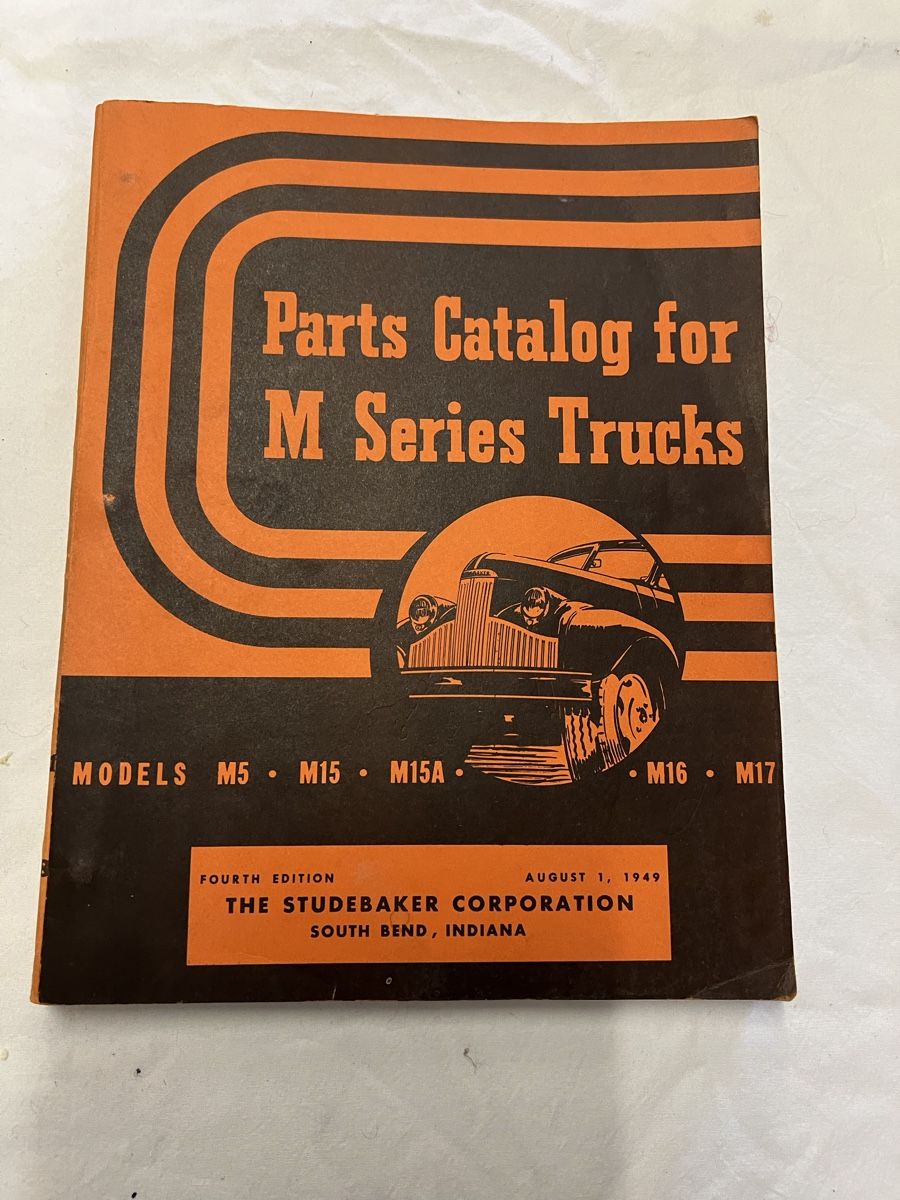 Parts Catalog for
M Series Trucks
MODELS M5 • M15 • M15A • • M16 • M17
FOURTH EDITION AUGUST 1, 1949
THE STUDEBAKER CORPORATION
SOUTH BEND, INDIANA